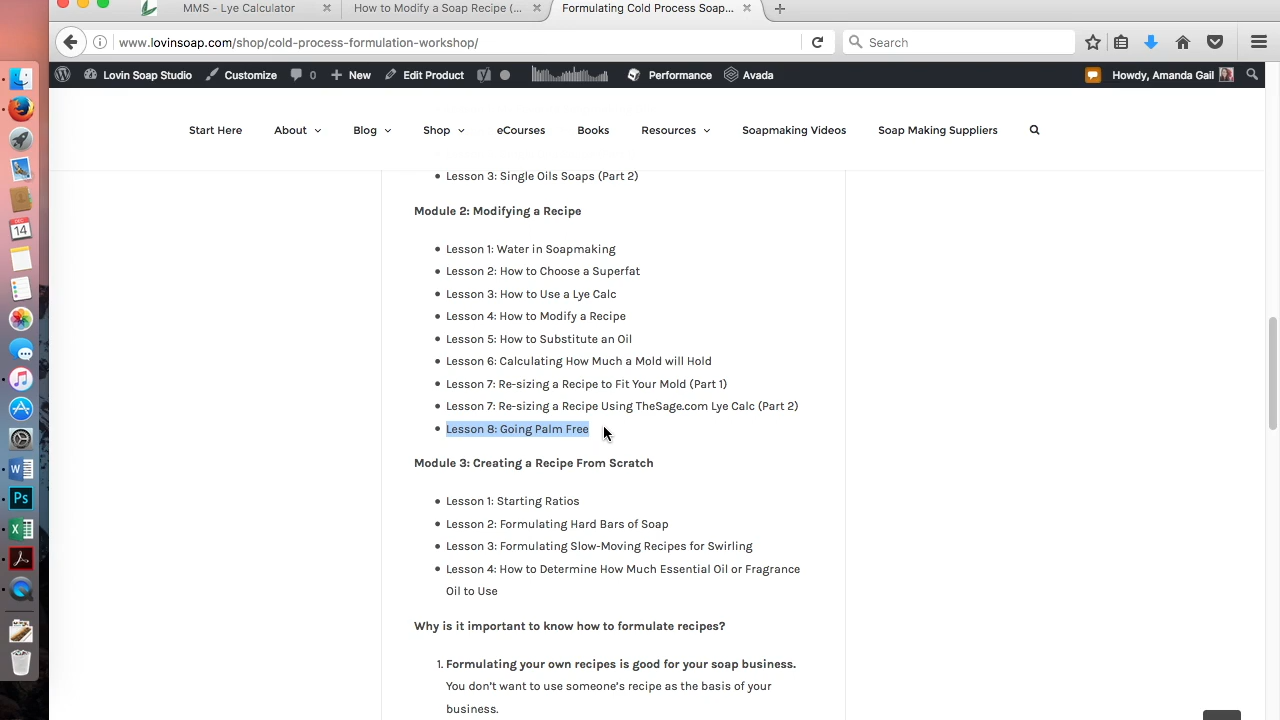 MMS - Lye Calculator
How to Modify a Soap Recipe (...
Formulating Cold Process Soap...
www.lovinsoap.com/shop/cold-process-formulation-workshop/
Search
Lovin Soap Studio
Customize
0
New
Edit Product
Performance
Avada
Howdy, Amanda Gail
Start Here
About
Blog
Shop
eCourses
Books
Resources
Soapmaking Videos
Soap Making Suppliers
• Lesson 3: Single Oils Soaps (Part 2)
Module 2: Modifying a Recipe
• Lesson 1: Water in Soapmaking
• Lesson 2: How to Choose a Superfat
• Lesson 3: How to Use a Lye Calc
• Lesson 4: How to Modify a Recipe
• Lesson 5: How to Substitute an Oil
• Lesson 6: Calculating How Much a Mold will Hold
• Lesson 7: Re-sizing a Recipe to Fit Your Mold (Part 1)
• Lesson 7: Re-sizing a Recipe Using TheSage.com Lye Calc (Part 2)
• Lesson 8: Going Palm Free
Module 3: Creating a Recipe From Scratch
• Lesson 1: Starting Ratios
• Lesson 2: Formulating Hard Bars of Soap
• Lesson 3: Formulating Slow-Moving Recipes for Swirling
• Lesson 4: How to Determine How Much Essential Oil or Fragrance
Oil to Use
Why is it important to know how to formulate recipes?
1. Formulating your own recipes is good for your soap business.
You don't want to use someone's recipe as the basis of your
business.
DEC
14
W
Ps
X